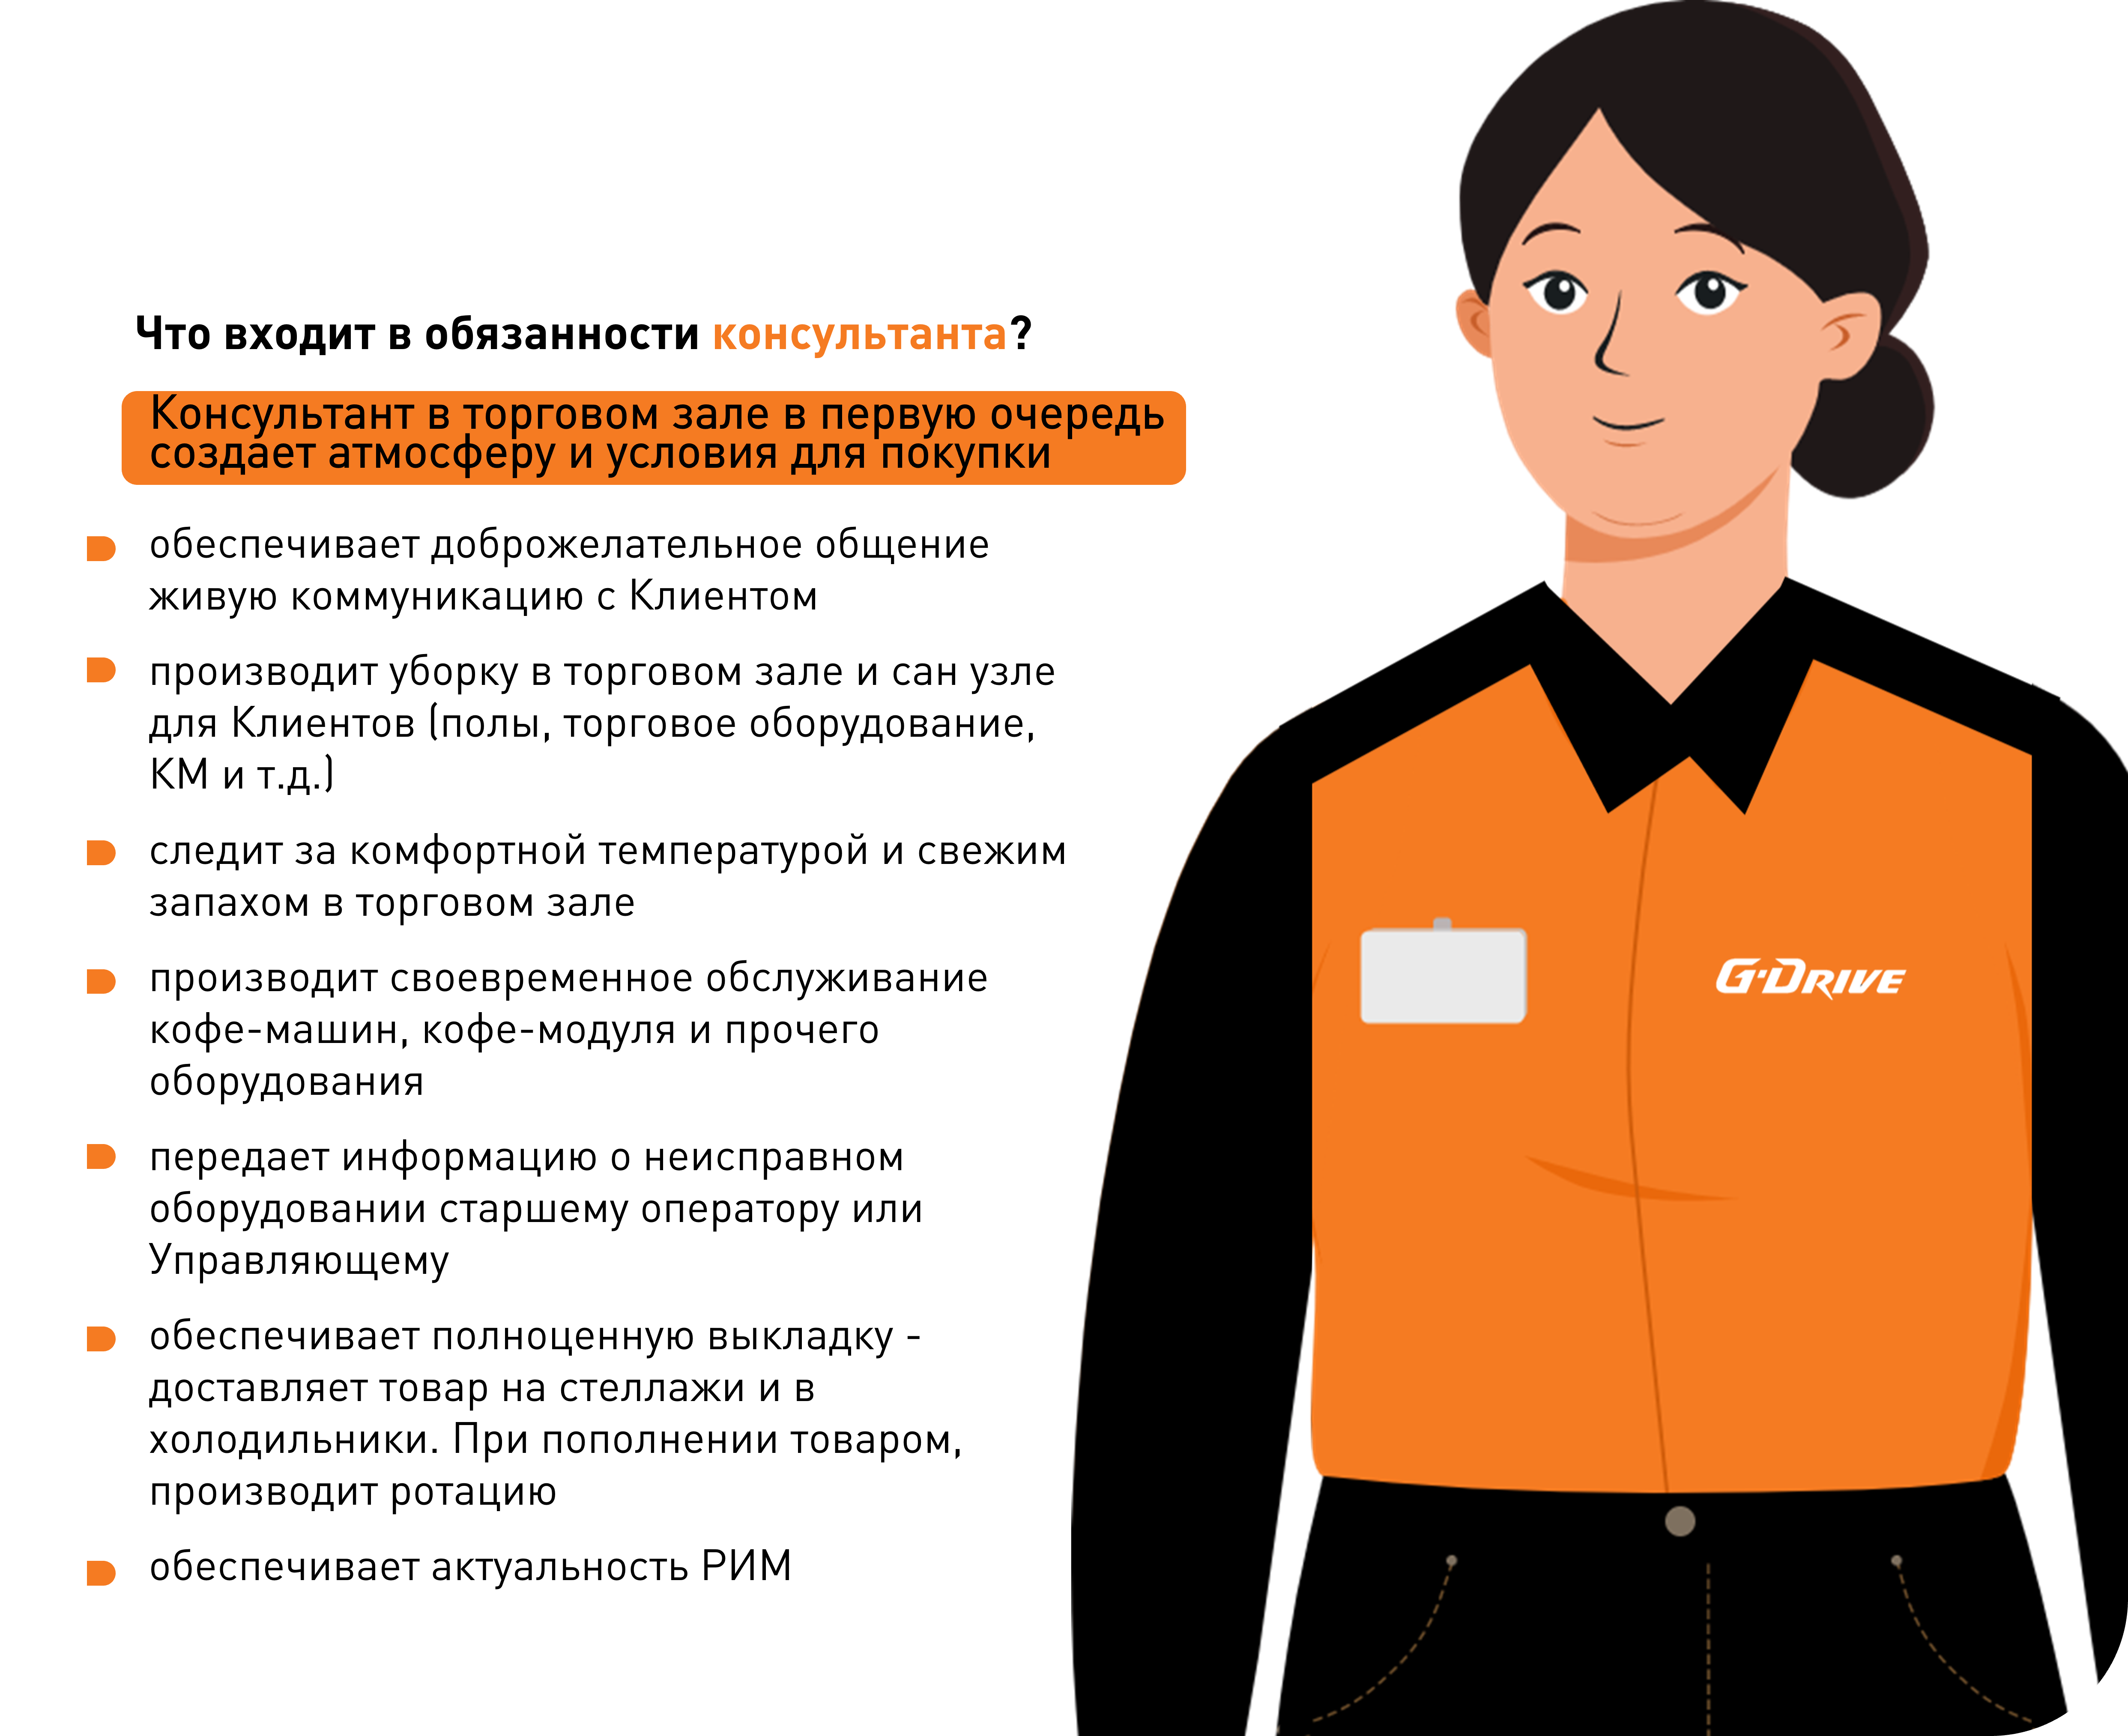 Что входит в обязанности консультанта?
Консультант в торговом зале в первую очередь
создает атмосферу и условия для покупки
обеспечивает доброжелательное общение
живую коммуникацию с Клиентом
производит уборку в торговом зале и сан узле
для Клиентов (полы, торговое оборудование,
КМ и т.д.)
следит за комфортной температурой и свежим
запахом в торговом зале
производит своевременное обслуживание
кофе-машин, кофе-модуля и прочего
оборудования
передает информацию о неисправном
оборудовании старшему оператору или
Управляющему
обеспечивает полноценную выкладку -
доставляет товар на стеллажи и в
холодильники. При пополнении товаром,
производит ротацию
обеспечивает актуальность РИМ
G-DRIVE